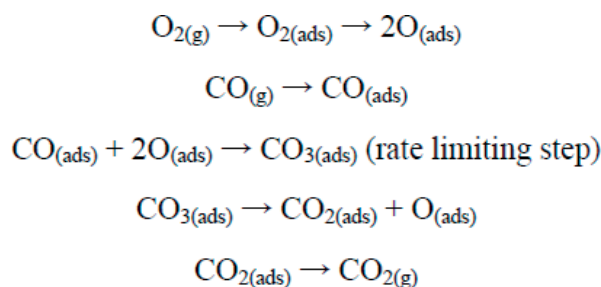 O₂(g) → O₂(ads) → 2O(ads)
CO(g) → CO(ads)
CO(ads) + 2O(ads) → CO₃(ads) (rate limiting step)
CO₃(ads) → CO₂(ads) + O(ads)
CO₂(ads) → CO₂(g)